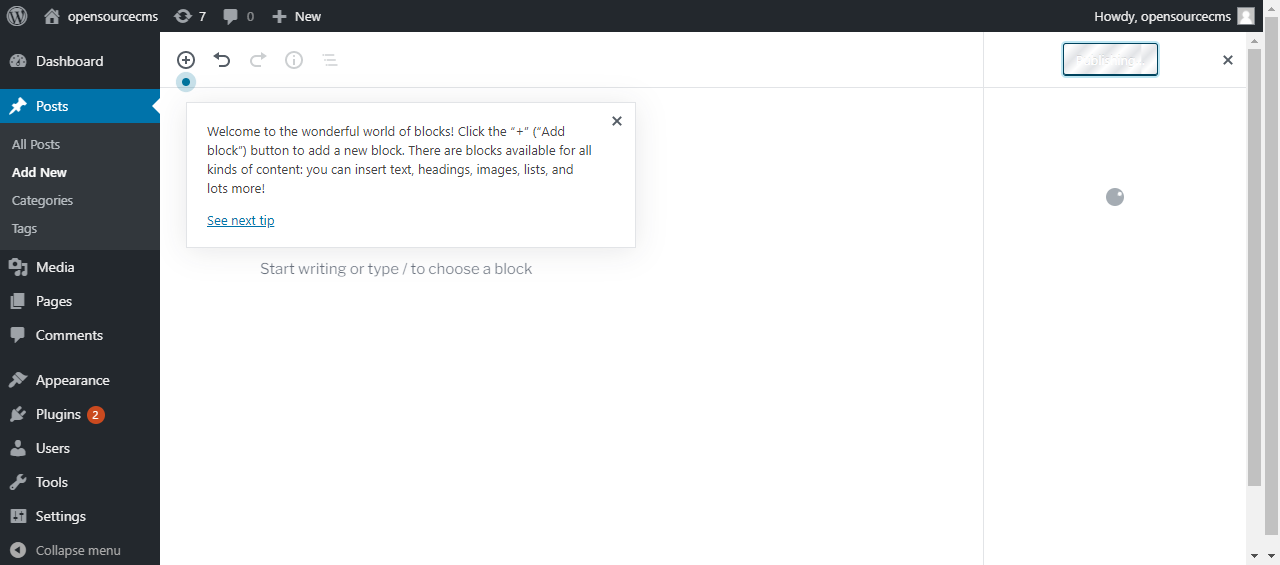 opensourcecms
7
0
New
Howdy, opensourcecms
Dashboard
Posts
All Posts
Add New
Categories
Tags
Media
Pages
Comments
Appearance
Plugins 2
Users
Tools
Settings
Collapse menu
Welcome to the wonderful world of blocks! Click the “+” (“Add
block”) button to add a new block. There are blocks available for all
kinds of content: you can insert text, headings, images, lists, and
lots more!
See next tip
Start writing or type / to choose a block
Publishing…